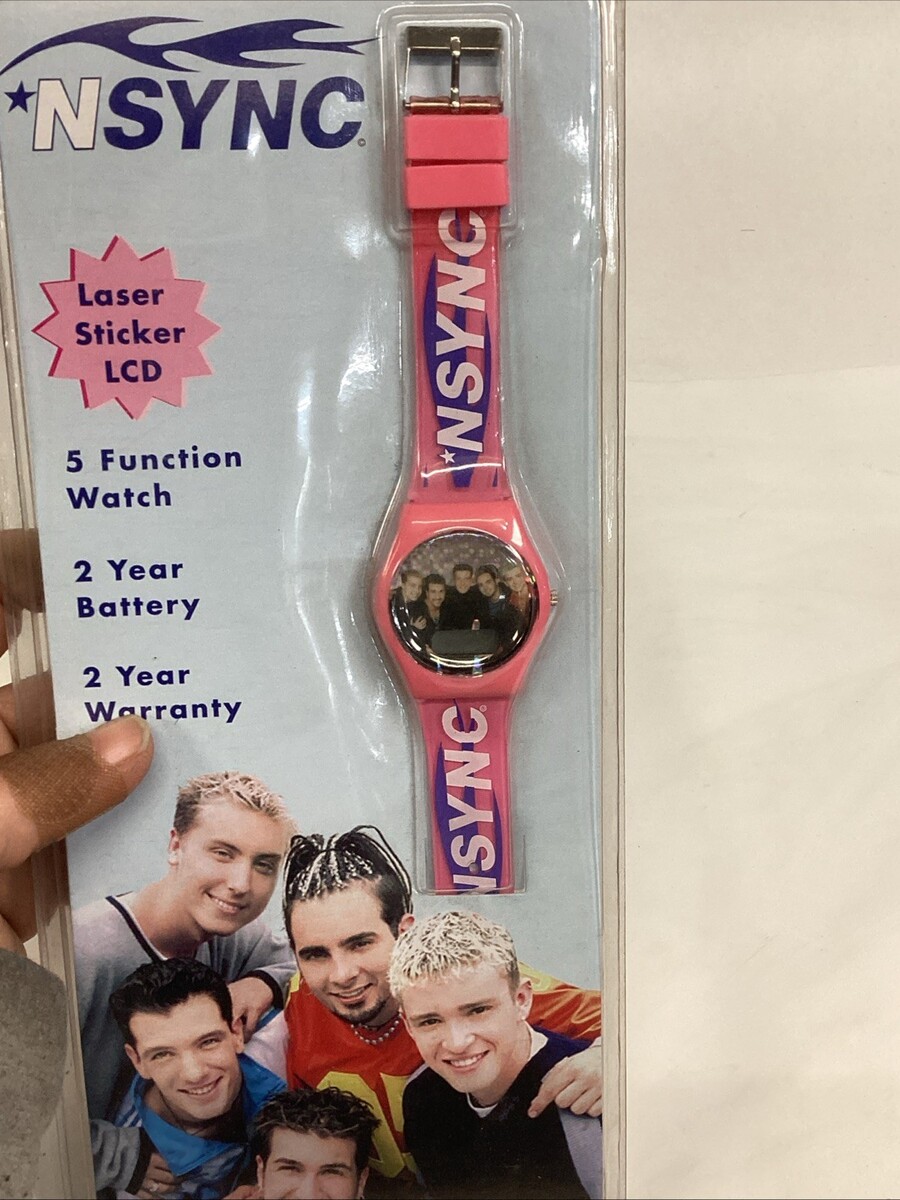 *NSYNC©
Laser
Sticker
LCD
5 Function
Watch
2 Year
Battery
2 Year
Warranty
*NSYNC
NSYNC©